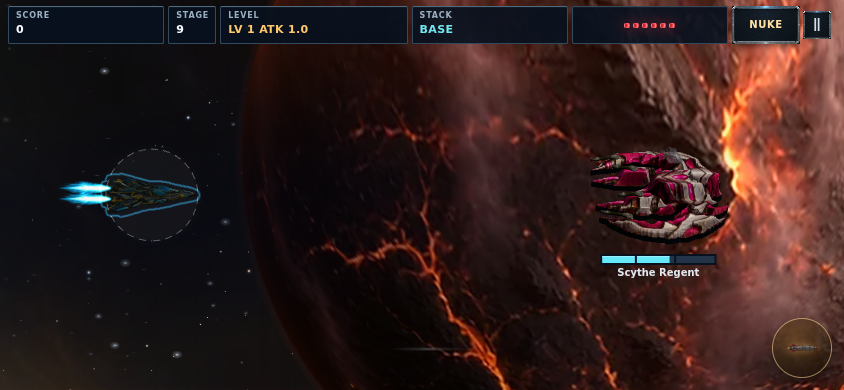 SCORE
0
STAGE
9
LEVEL
LV 1 ATK 1.0
STACK
BASE
NUKE
Scythe Regent